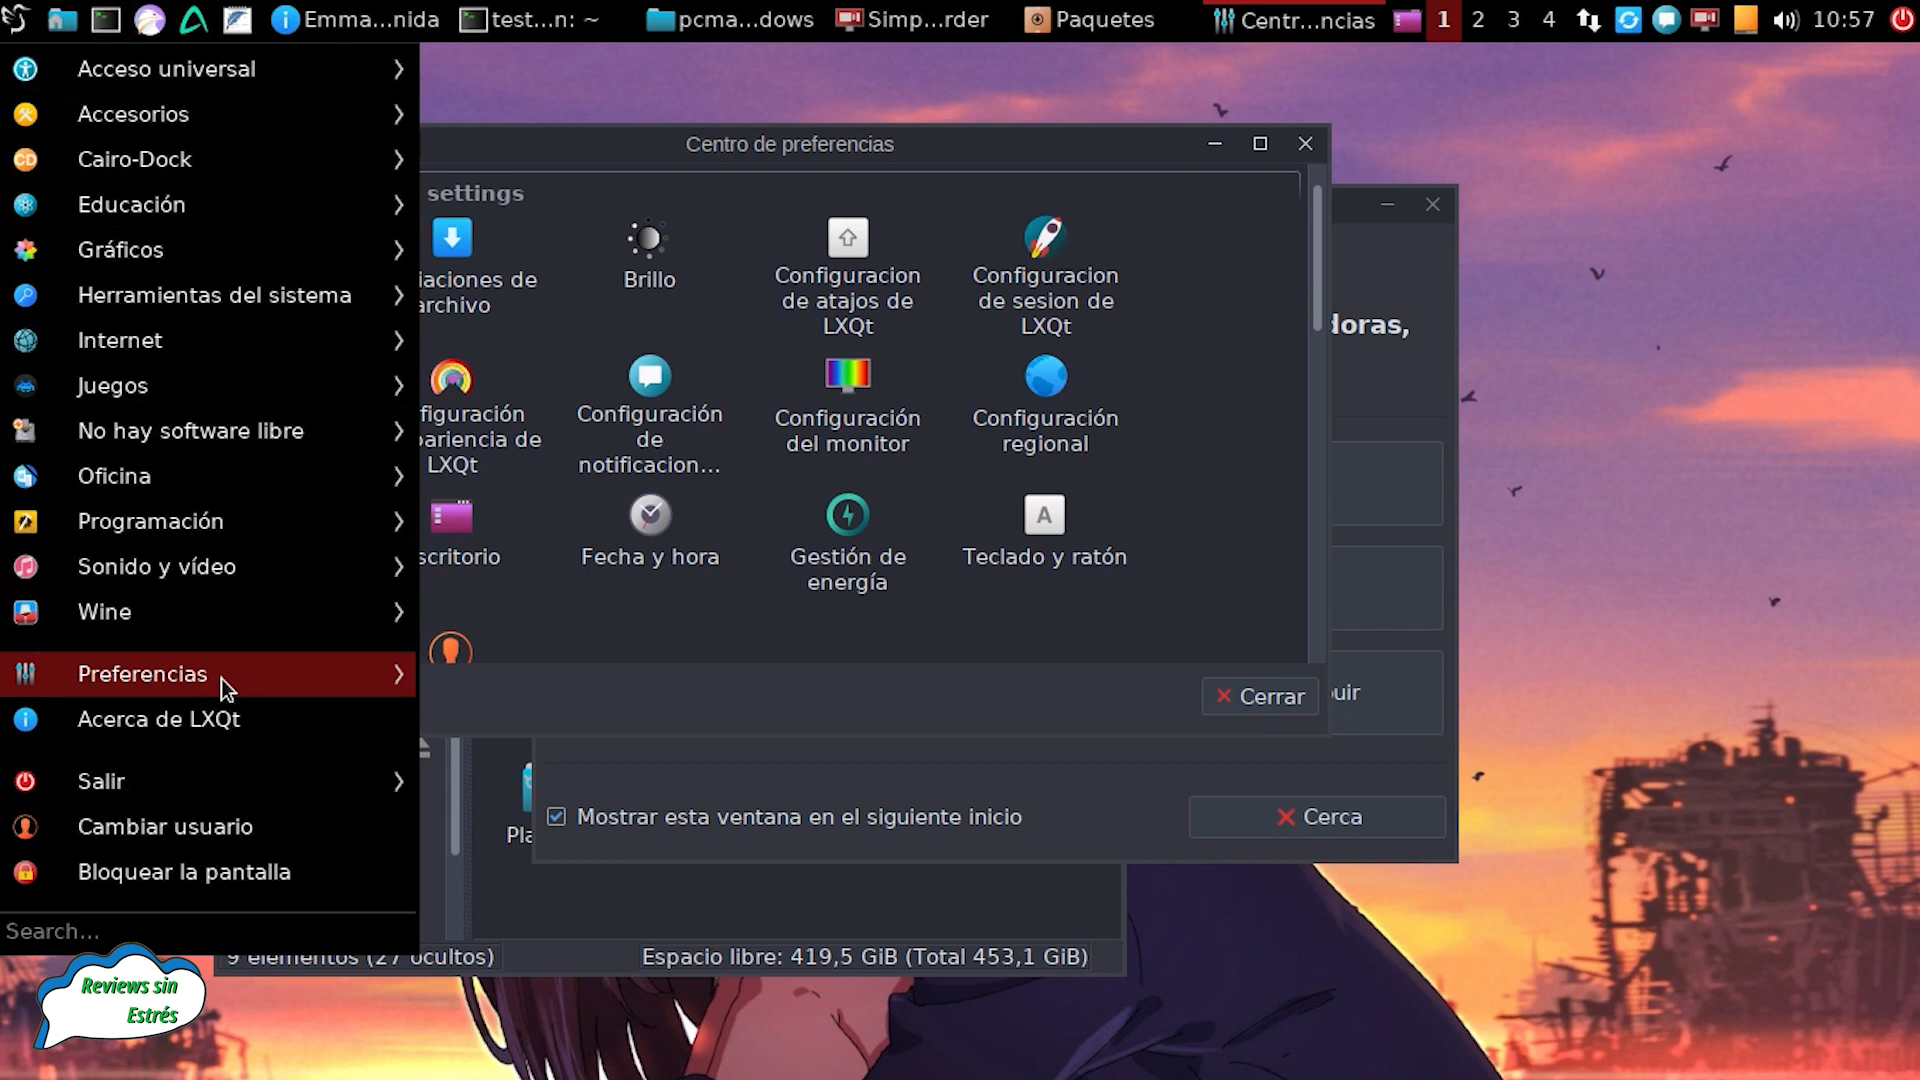 Emma...nida
test...n: ~
pcma...dows
Simp...rder
Paquetes
Centr...ncias
1 2 3 4
10:57
Acceso universal
Accesorios
CD Cairo-Dock
Educación
Gráficos
Herramientas del sistema
Internet
Juegos
No hay software libre
Oficina
Programación
Sonido y vídeo
Wine
Preferencias
Acerca de LXQt
Salir
Cambiar usuario
Bloquear la pantalla
Search...
Centro de preferencias
settings
iaciones de
archivo
Brillo
Configuracion
de atajos de
LXQt
Configuracion
de sesion de
LXQt
figuración
pariencia de
LXQt
Configuración
de
notificacion...
Configuración
del monitor
Configuración
regional
scritorio
Fecha y hora
Gestión de
energía
A
Teclado y ratón
Cerrar
doras,
uir
Mostrar esta ventana en el siguiente inicio
Cerca
Pla
9 elementos (27 ocultos)
Espacio libre: 419,5 GiB (Total 453,1 GiB)
Reviews sin
Estrés